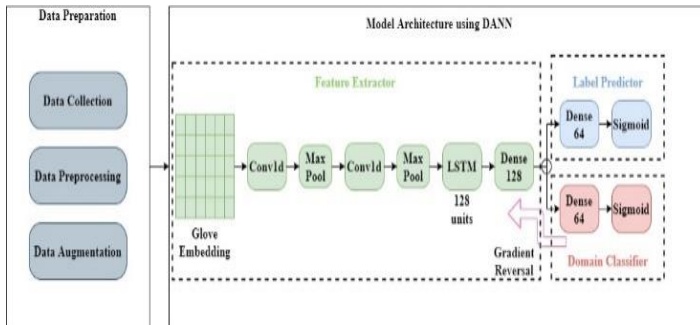 Data Preparation
Data Collection
Data Preprocessing
Data Augmentation
Model Architecture using DANN
Feature Extractor
Glove
Embedding
Conv1d
Max
Pool
Conv1d
Max
Pool
LSTM
128
units
Dense
128
Gradient
Reversal
Label Predictor
Dense
64
Sigmoid
Dense
64
Sigmoid
Domain Classifier